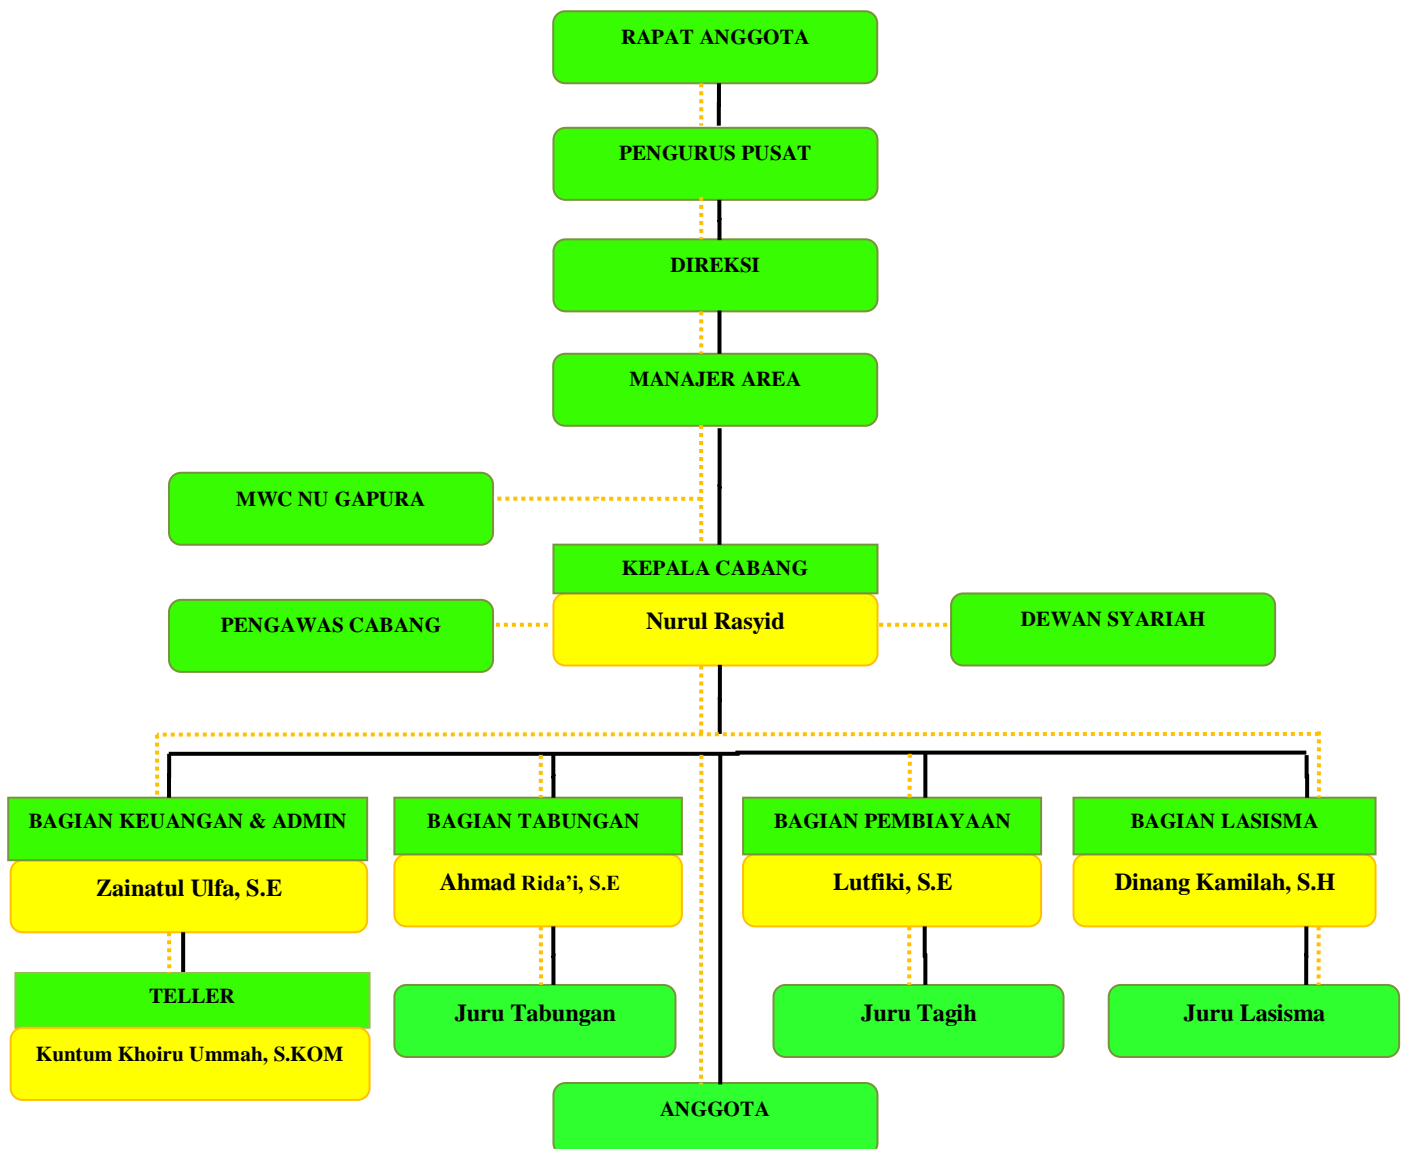 RAPAT ANGGOTA
PENGURUS PUSAT
DIREKSI
MANAJER AREA
MWC NU GAPURA
KEPALA CABANG
Nurul Rasyid
PENGAWAS CABANG
DEWAN SYARIAH
BAGIAN KEUANGAN & ADMIN
Zainatul Ulfa, S.E
BAGIAN TABUNGAN
Ahmad Rida’i, S.E
BAGIAN PEMBIAYAAN
Lutfiki, S.E
BAGIAN LASISMA
Dinang Kamilah, S.H
TELLER
Kuntum Khoiru Ummah, S.KOM
Juru Tabungan
Juru Tagih
Juru Lasisma
ANGGOTA